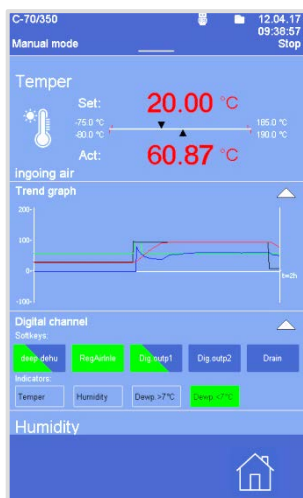 C-70/350
12.04.17
09:38:57
Manual mode
Stop
Temper
Set: 20.00 °C
-75.0 °C 185.0 °C
-80.0 °C 190.0 °C
Act: 60.87 °C
ingoing air
Trend graph
200-
100-
0-
t=2h
-100-
Digital channel
Softkeys:
deep dehu RegAirInle Dig.outp1 Dig.outp2 Drain
Indicators:
Temper Humidity Dewp.>7°C Dewp.<7°C
Humidity